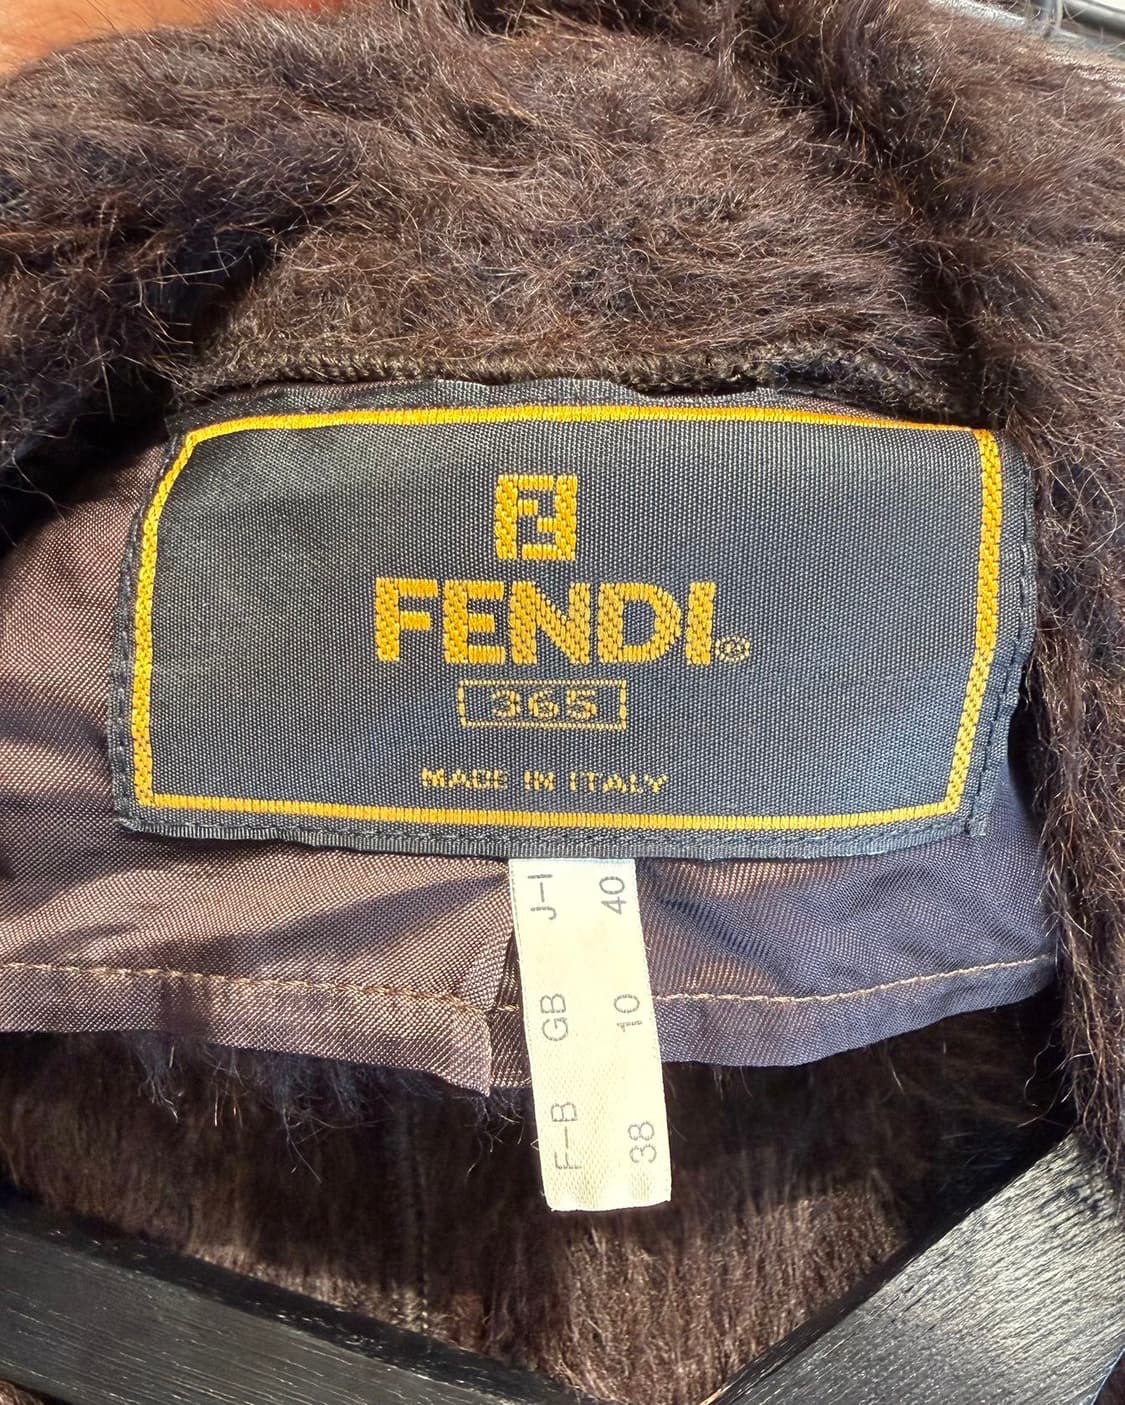 FENDI®
365
MADE IN ITALY
J-I 40
GB 10
F-B 38